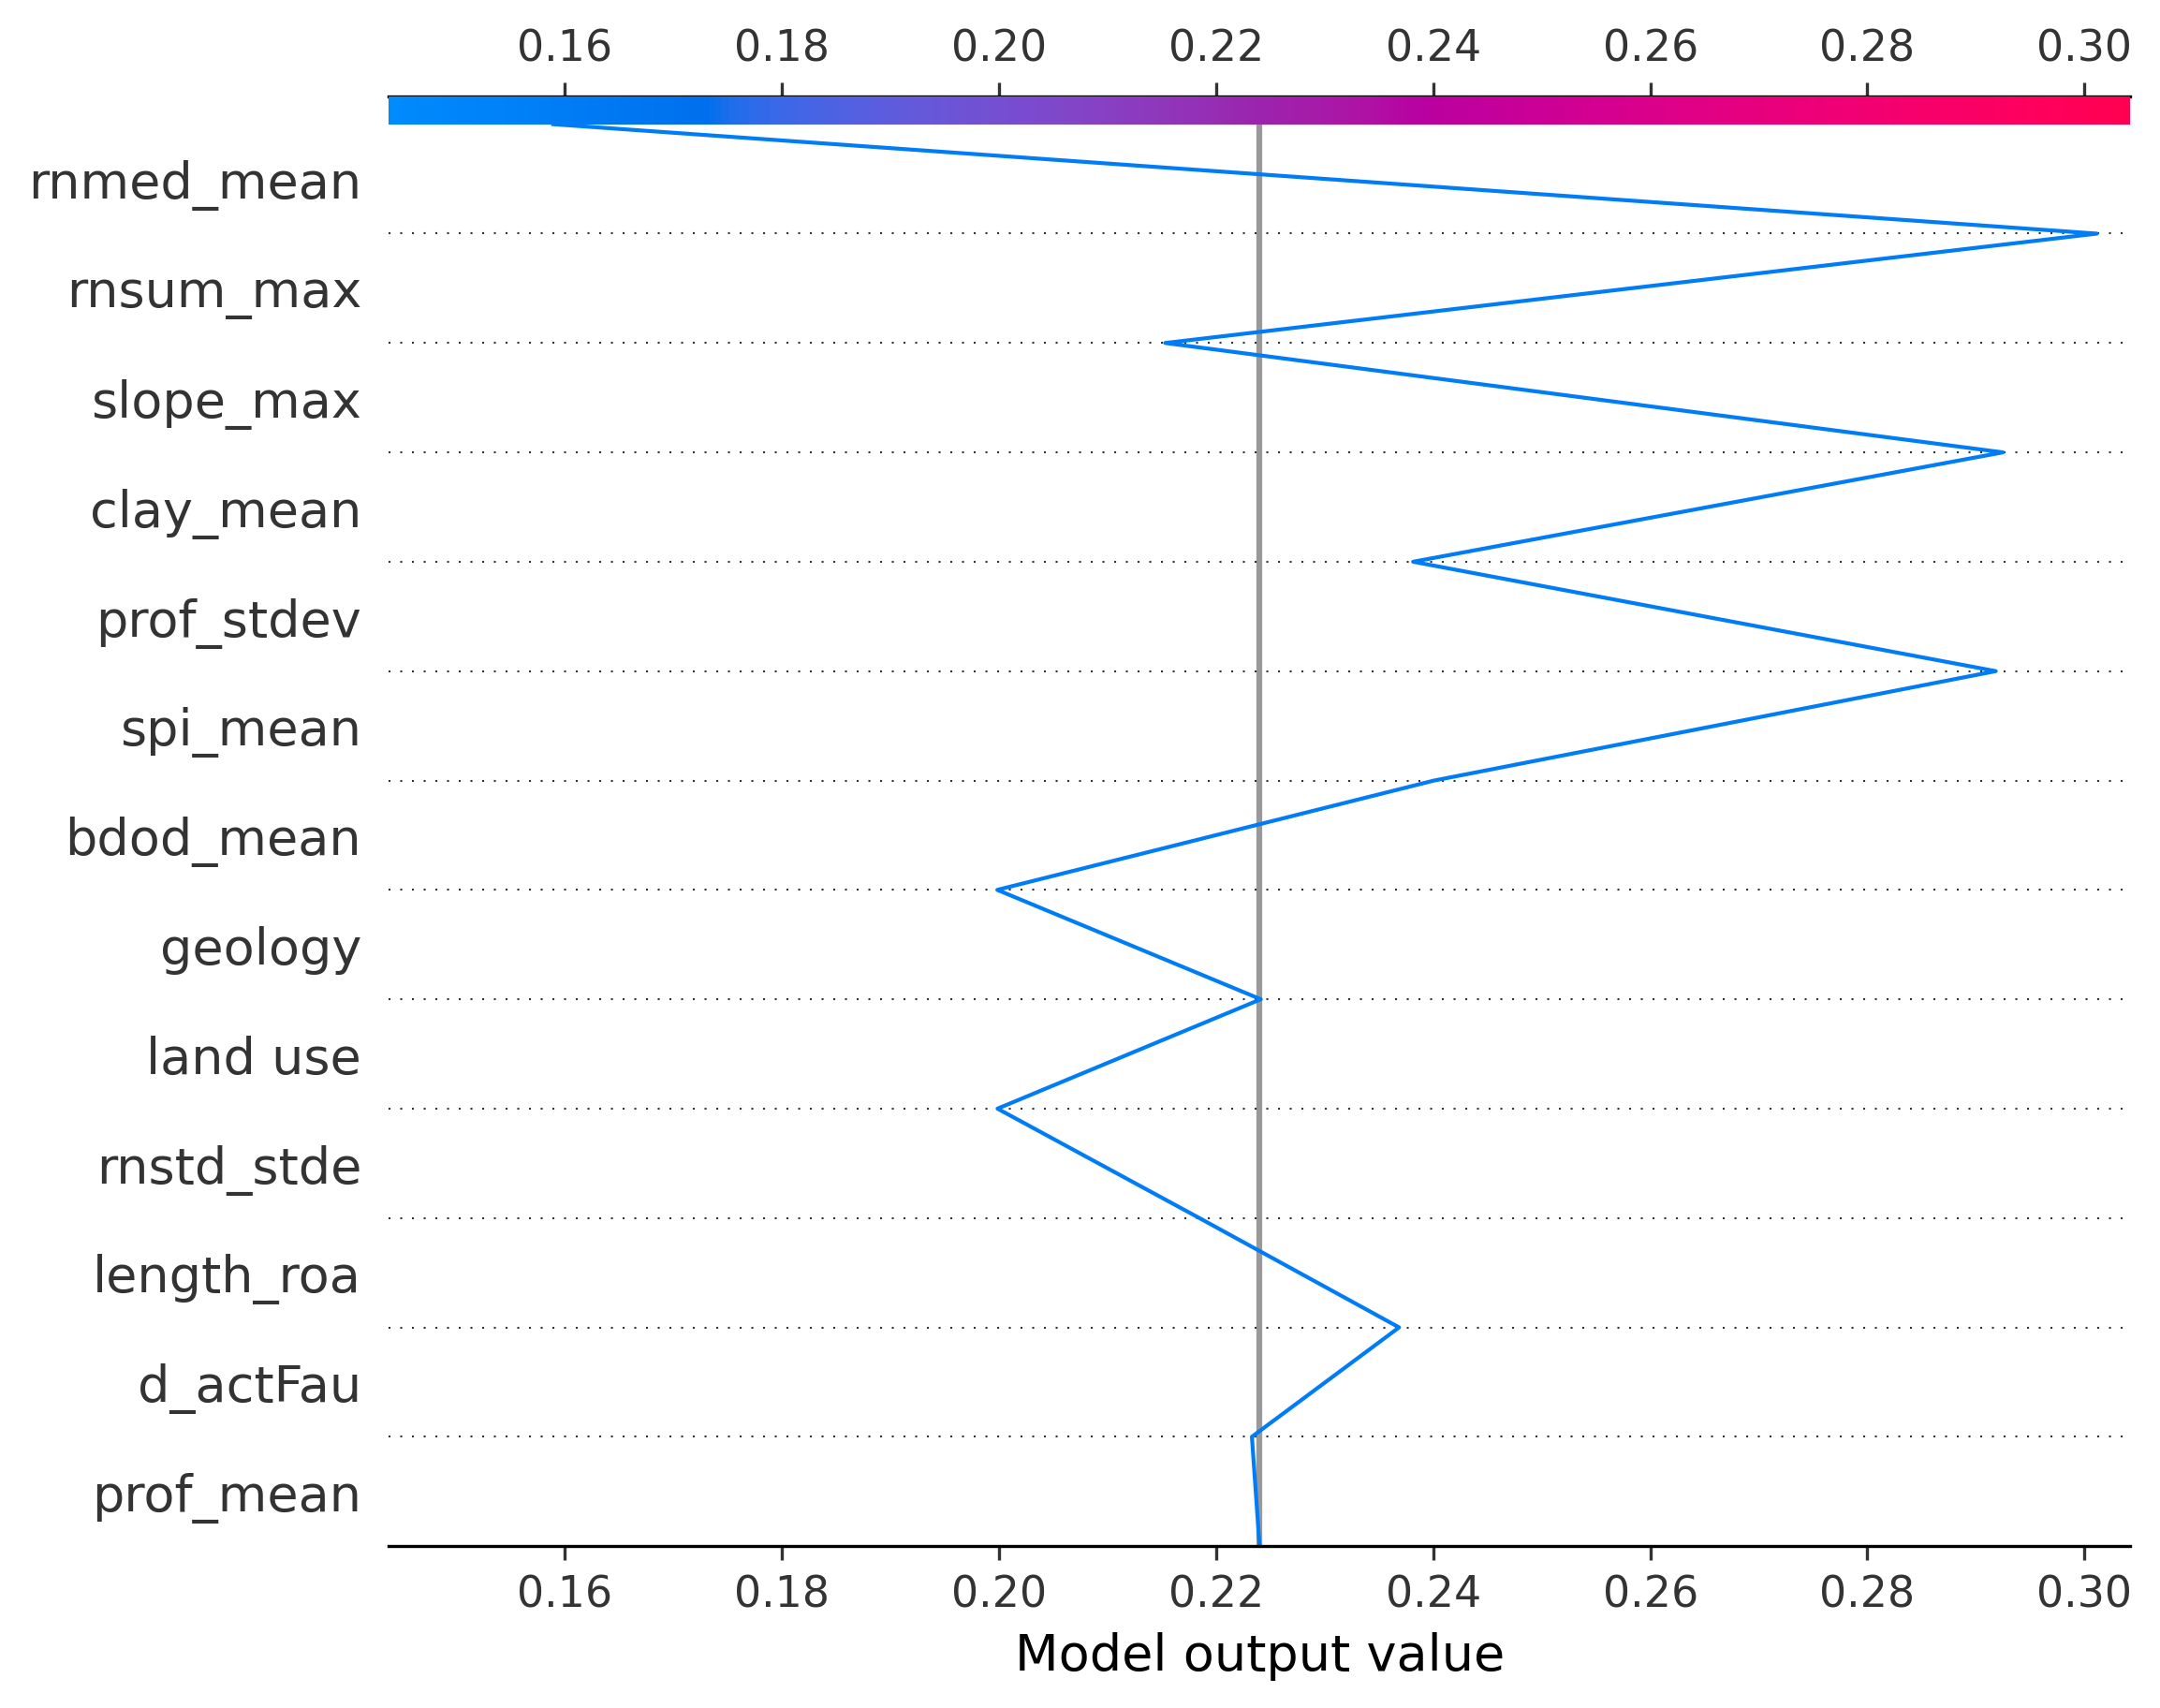 0.16 0.18 0.20 0.22 0.24 0.26 0.28 0.30
rnmed_mean
rnsum_max
slope_max
clay_mean
prof_stdev
spi_mean
bdod_mean
geology
land use
rnstd_stde
length_roa
d_actFau
prof_mean
0.16 0.18 0.20 0.22 0.24 0.26 0.28 0.30
Model output value